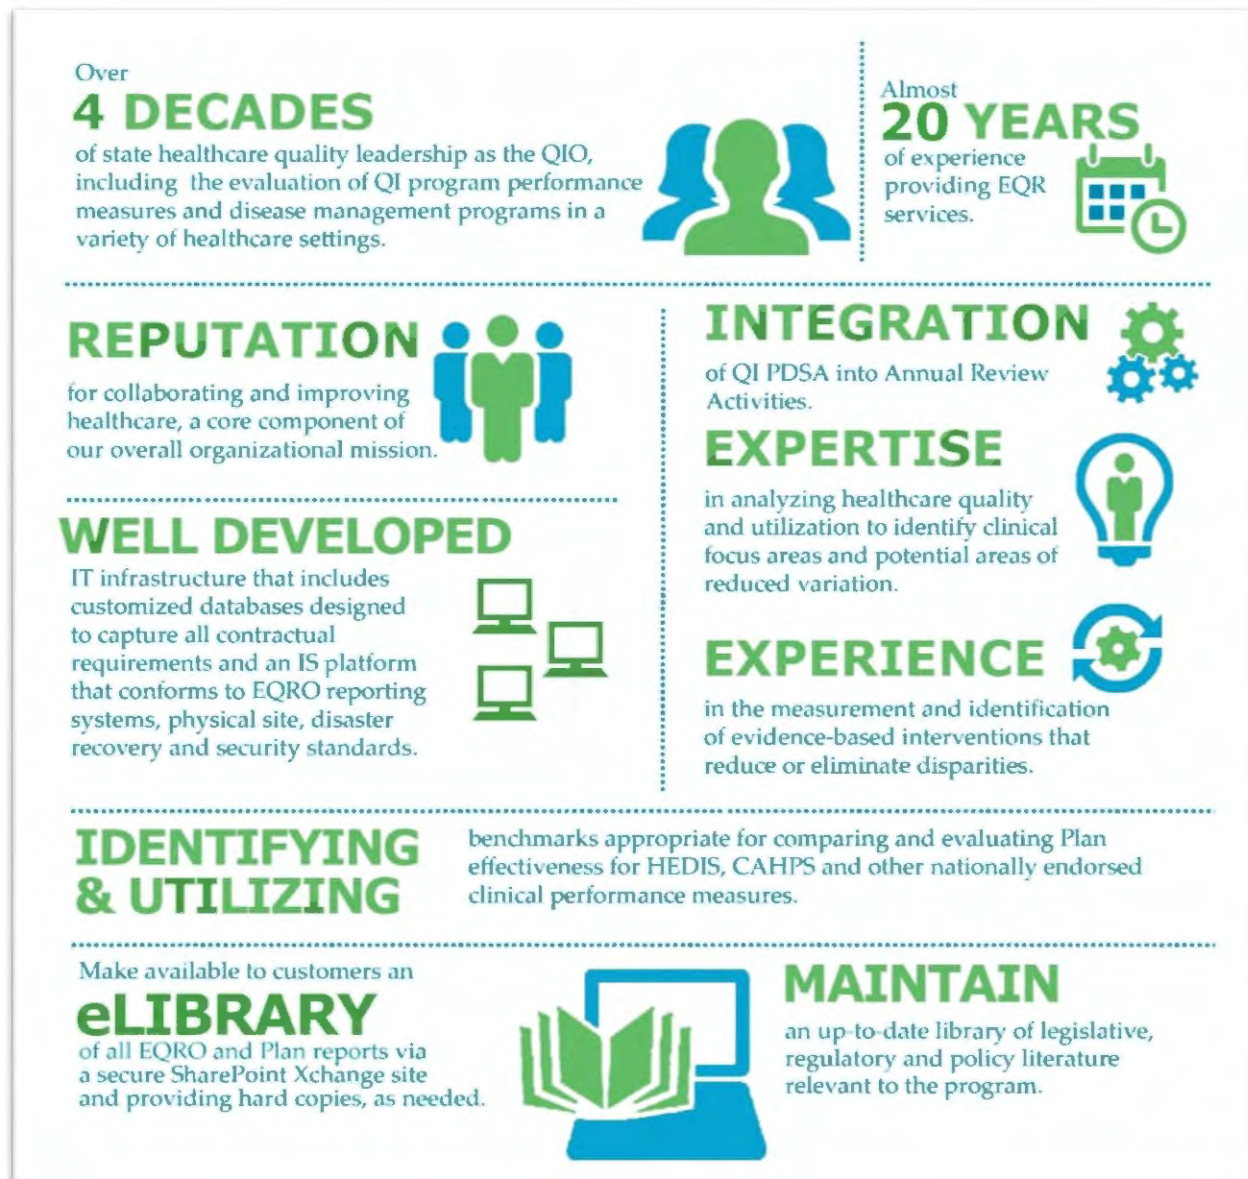 Over
4 DECADES
of state healthcare quality leadership as the QIO,
including the evaluation of QI program performance
measures and disease management programs in a
variety of healthcare settings.
Almost
20 YEARS
of experience
providing EQR
services.
REPUTATION
for collaborating and improving
healthcare, a core component of
our overall organizational mission.
WELL DEVELOPED
IT infrastructure that includes
customized databases designed
to capture all contractual
requirements and an IS platform
that conforms to EQRO reporting
systems, physical site, disaster
recovery and security standards.
INTEGRATION
of QI PDSA into Annual Review
Activities.
EXPERTISE
in analyzing healthcare quality
and utilization to identify clinical
focus areas and potential areas of
reduced variation.
EXPERIENCE
in the measurement and identification
of evidence-based interventions that
reduce or eliminate disparities.
IDENTIFYING
& UTILIZING
benchmarks appropriate for comparing and evaluating Plan
effectiveness for HEDIS, CAHPS and other nationally endorsed
clinical performance measures.
Make available to customers an
eLIBRARY
of all EQRO and Plan reports via
a secure SharePoint Xchange site
and providing hard copies, as needed.
MAINTAIN
an up-to-date library of legislative,
regulatory and policy literature
relevant to the program.